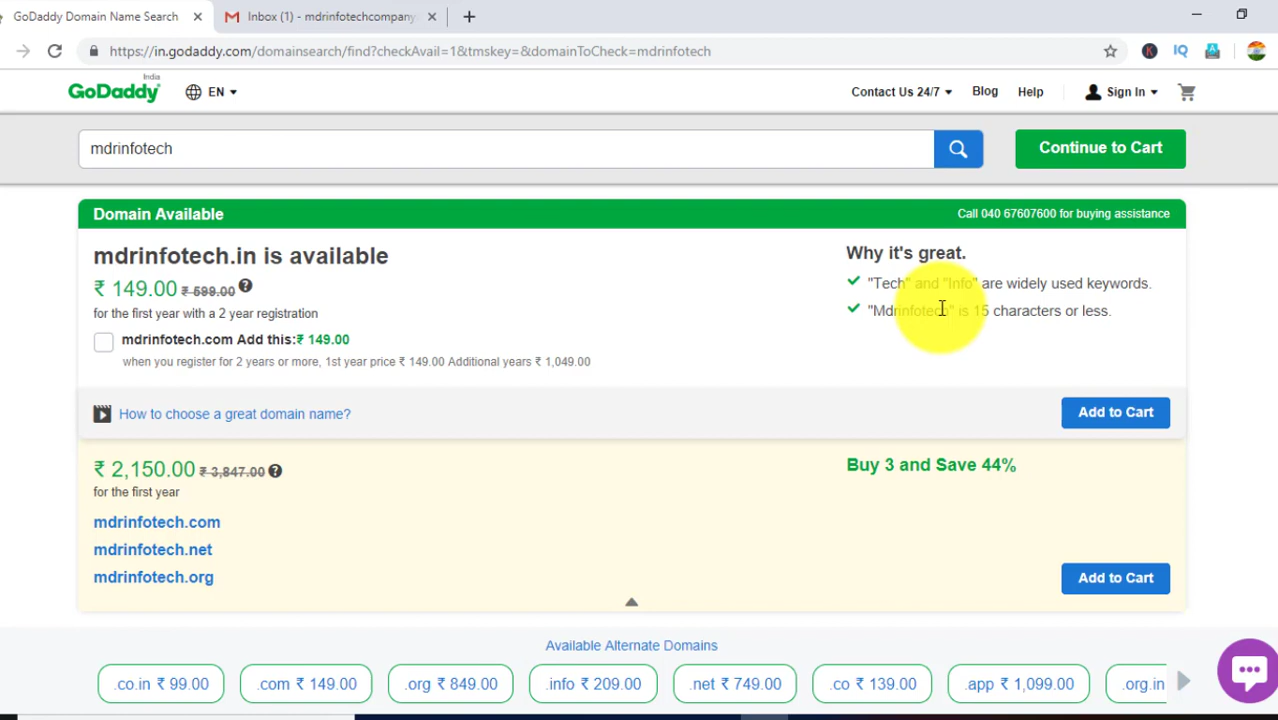 GoDaddy Domain Name Search
Inbox (1) - mdrinfotechcompany
https://in.godaddy.com/domainsearch/find?checkAvail=1&tmskey=&domainToCheck=mdrinfotech
K
IQ
India
GoDaddy
EN
Contact Us 24/7
Blog
Help
Sign In
mdrinfotech
Continue to Cart
Domain Available
Call 040 67607600 for buying assistance
mdrinfotech.in is available
Why it's great.
₹ 149.00 ₹ 599.00 ?
"Tech" and "Info" are widely used keywords.
for the first year with a 2 year registration
"Mdrinfotech" is 15 characters or less.
mdrinfotech.com Add this:₹ 149.00
when you register for 2 years or more, 1st year price ₹ 149.00 Additional years ₹ 1,049.00
How to choose a great domain name?
Add to Cart
₹ 2,150.00 ₹ 3,847.00 ?
Buy 3 and Save 44%
for the first year
mdrinfotech.com
mdrinfotech.net
mdrinfotech.org
Add to Cart
Available Alternate Domains
.co.in ₹ 99.00
.com ₹ 149.00
.org ₹ 849.00
.info ₹ 209.00
.net ₹ 749.00
.co ₹ 139.00
.app ₹ 1,099.00
.org.in